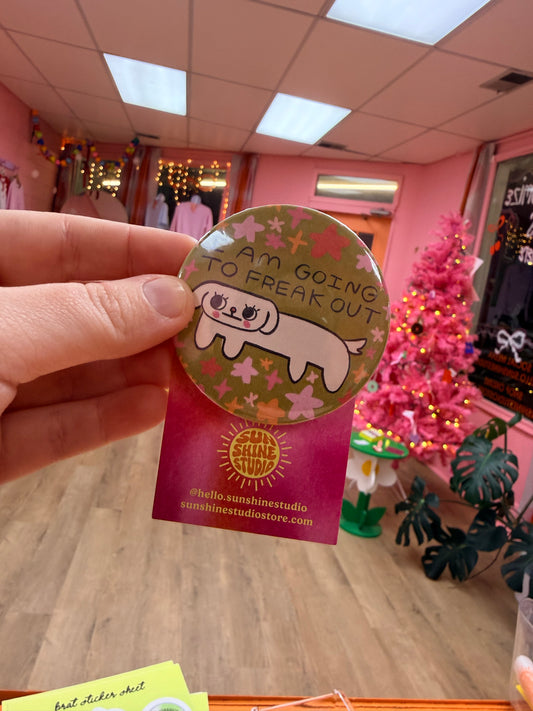 I AM GOING
TO FREAK OUT
SUN
SHINE
STUDIO
@hello.sunshinestudio
sunshinestudiostore.com
brat sticker sheet